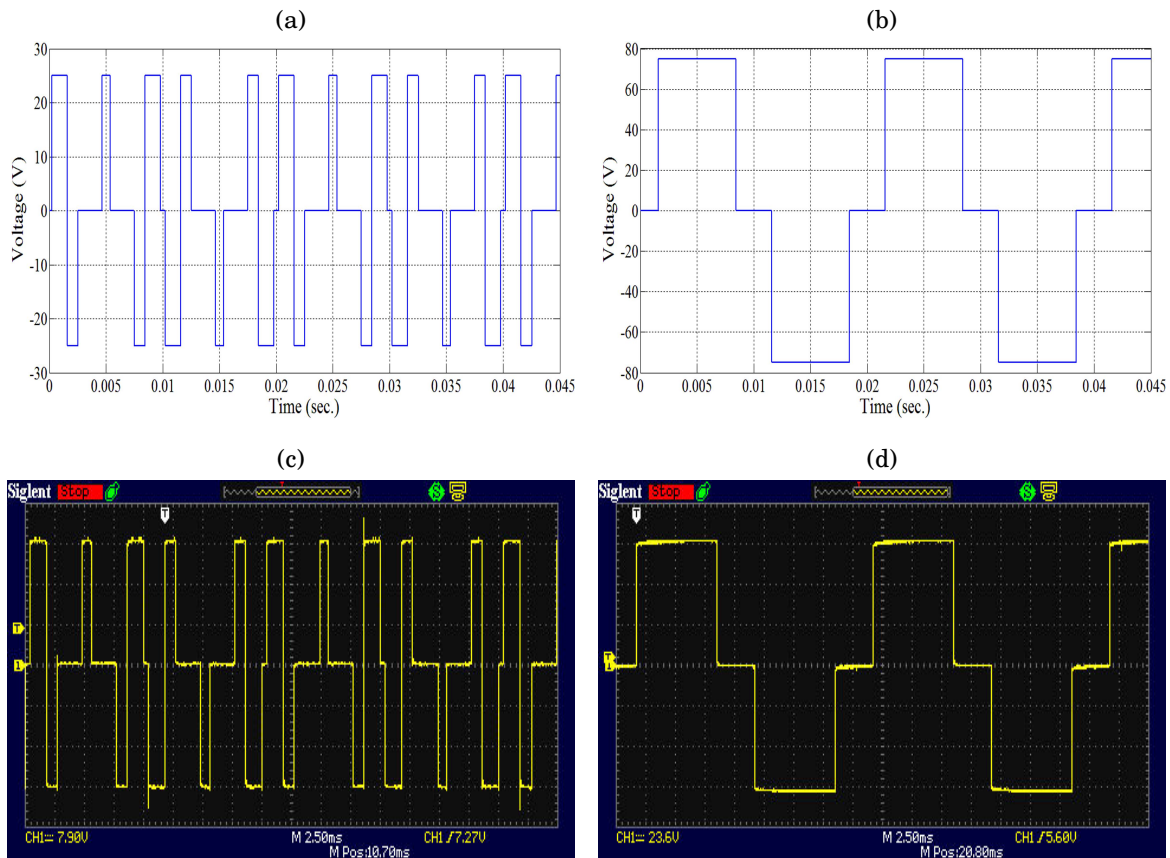 (a)
(b)
30
20
10
0
-10
-20
-30
Voltage (V)
0 0.005 0.01 0.015 0.02 0.025 0.03 0.035 0.04 0.045
Time (sec.)
80
60
40
20
0
-20
-40
-60
-80
Voltage (V)
0 0.005 0.01 0.015 0.02 0.025 0.03 0.035 0.04 0.045
Time (sec.)
(c)
(d)
Siglent Stop S
T
T
1
CH1 7.90V M 2.50ms CH1 7.27V
M Pos:10.70ms
Siglent Stop S
T
T
1
CH1 23.6V M 2.50ms CH1 5.60V
M Pos:20.80ms